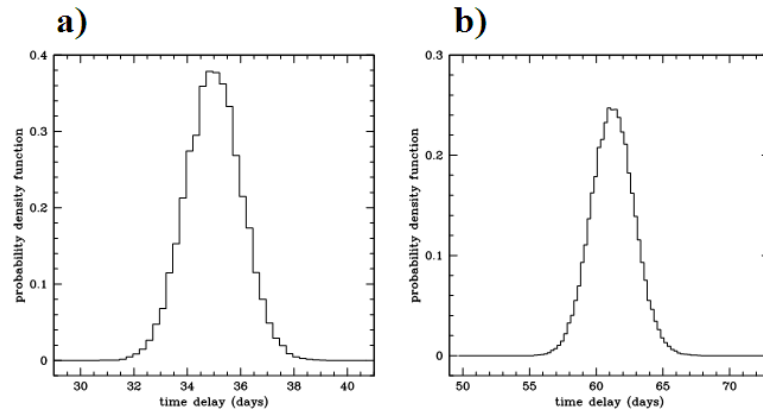 a)
b)
0.4
0.3
0.2
0.1
0
probability density function
30 32 34 36 38 40
time delay (days)
0.3
0.2
0.1
0
probability density function
50 55 60 65 70
time delay (days)